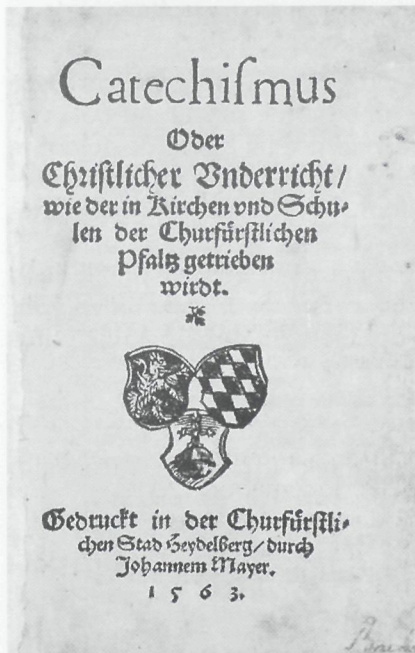 Catechiſmus
Oder
Chriſtlicher Vnderricht/
wie der in Kirchen vnd Schu⸗
len der Churfürſtlichen
Pfaltz getrieben
wirdt.
Gedruckt in der Churfürſtli⸗
chen Stad Heydelberg/ durch
Johannem Mayer.
1 5 6 3.